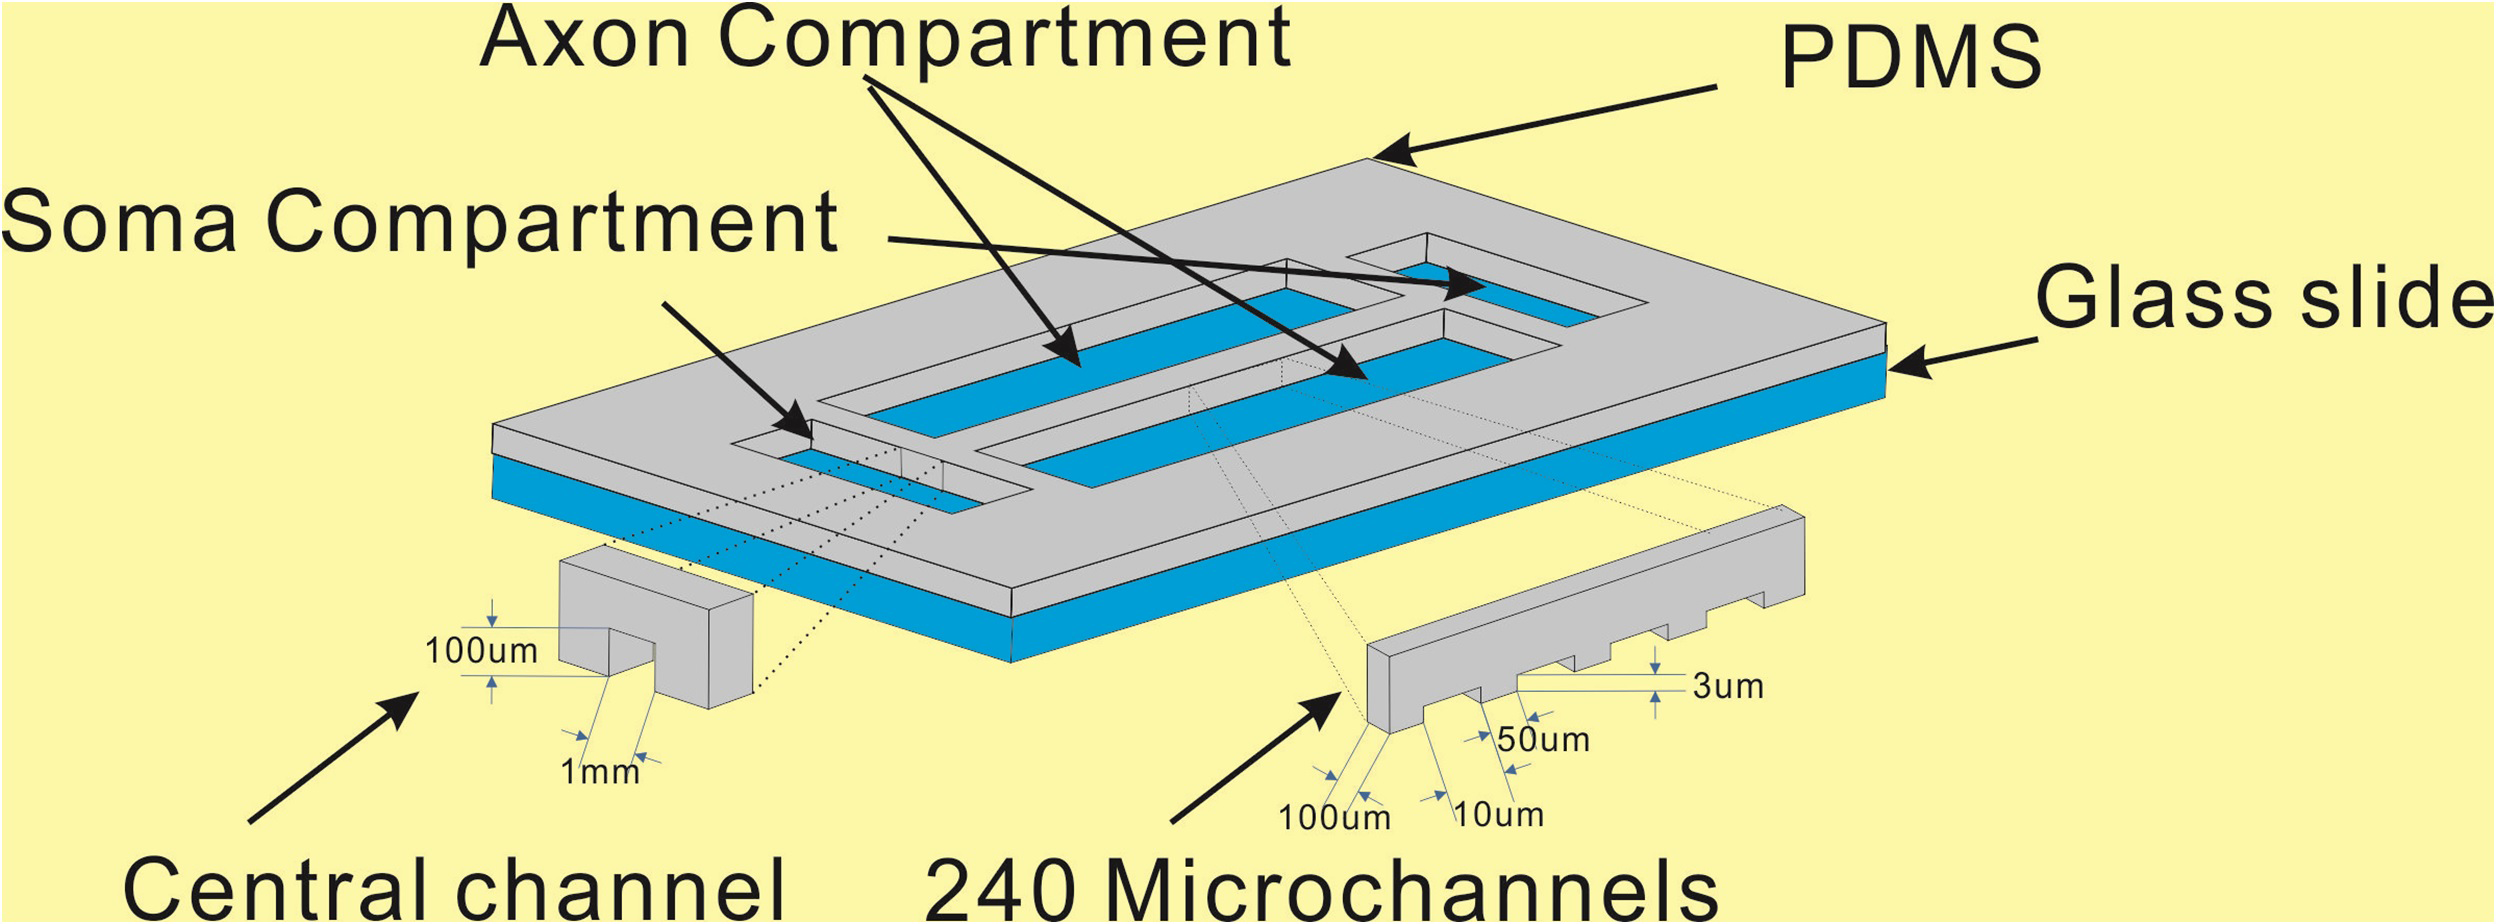 Axon Compartment
PDMS
Soma Compartment
Glass slide
100um
1mm
3um
50um
100um
10um
Central channel
240 Microchannels